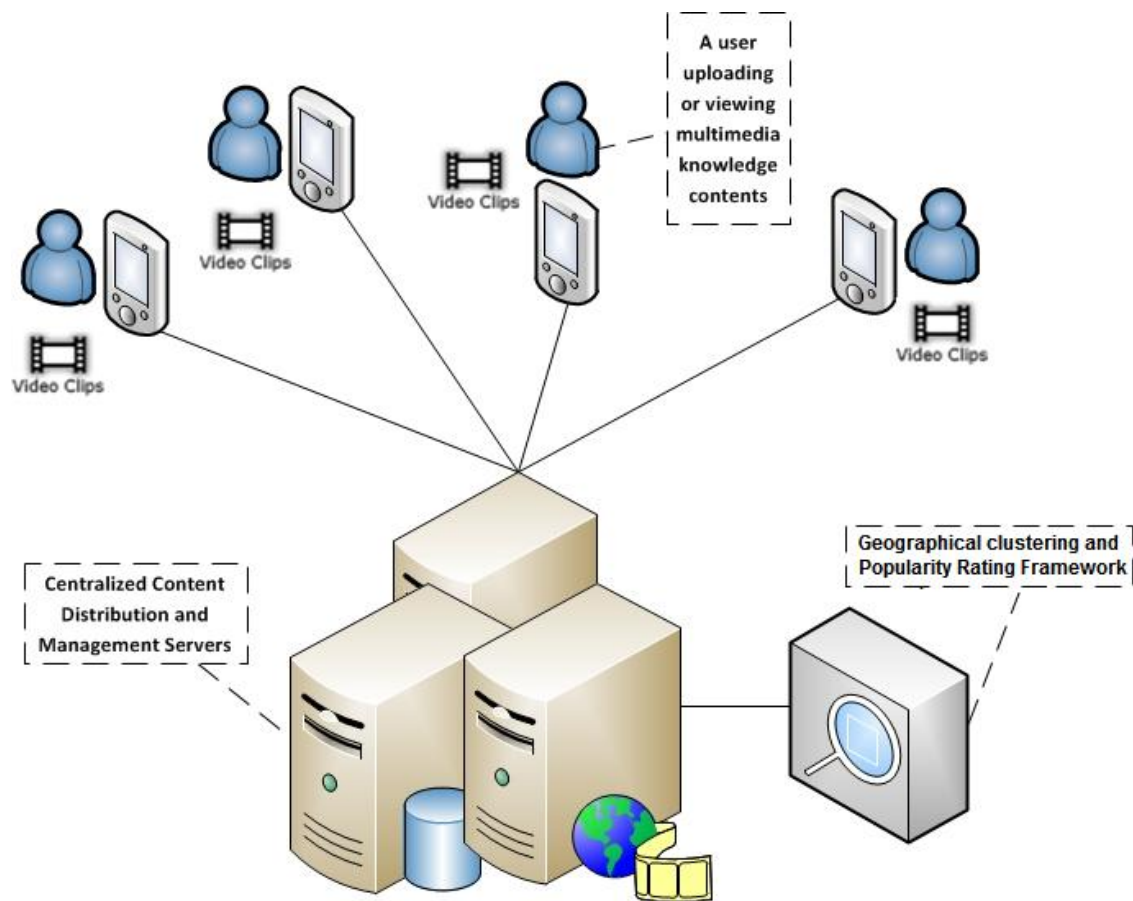 A user
uploading
or viewing
multimedia
knowledge
contents
Video Clips
Video Clips
Video Clips
Video Clips
Geographical clustering and
Popularity Rating Framework
Centralized Content
Distribution and
Management Servers